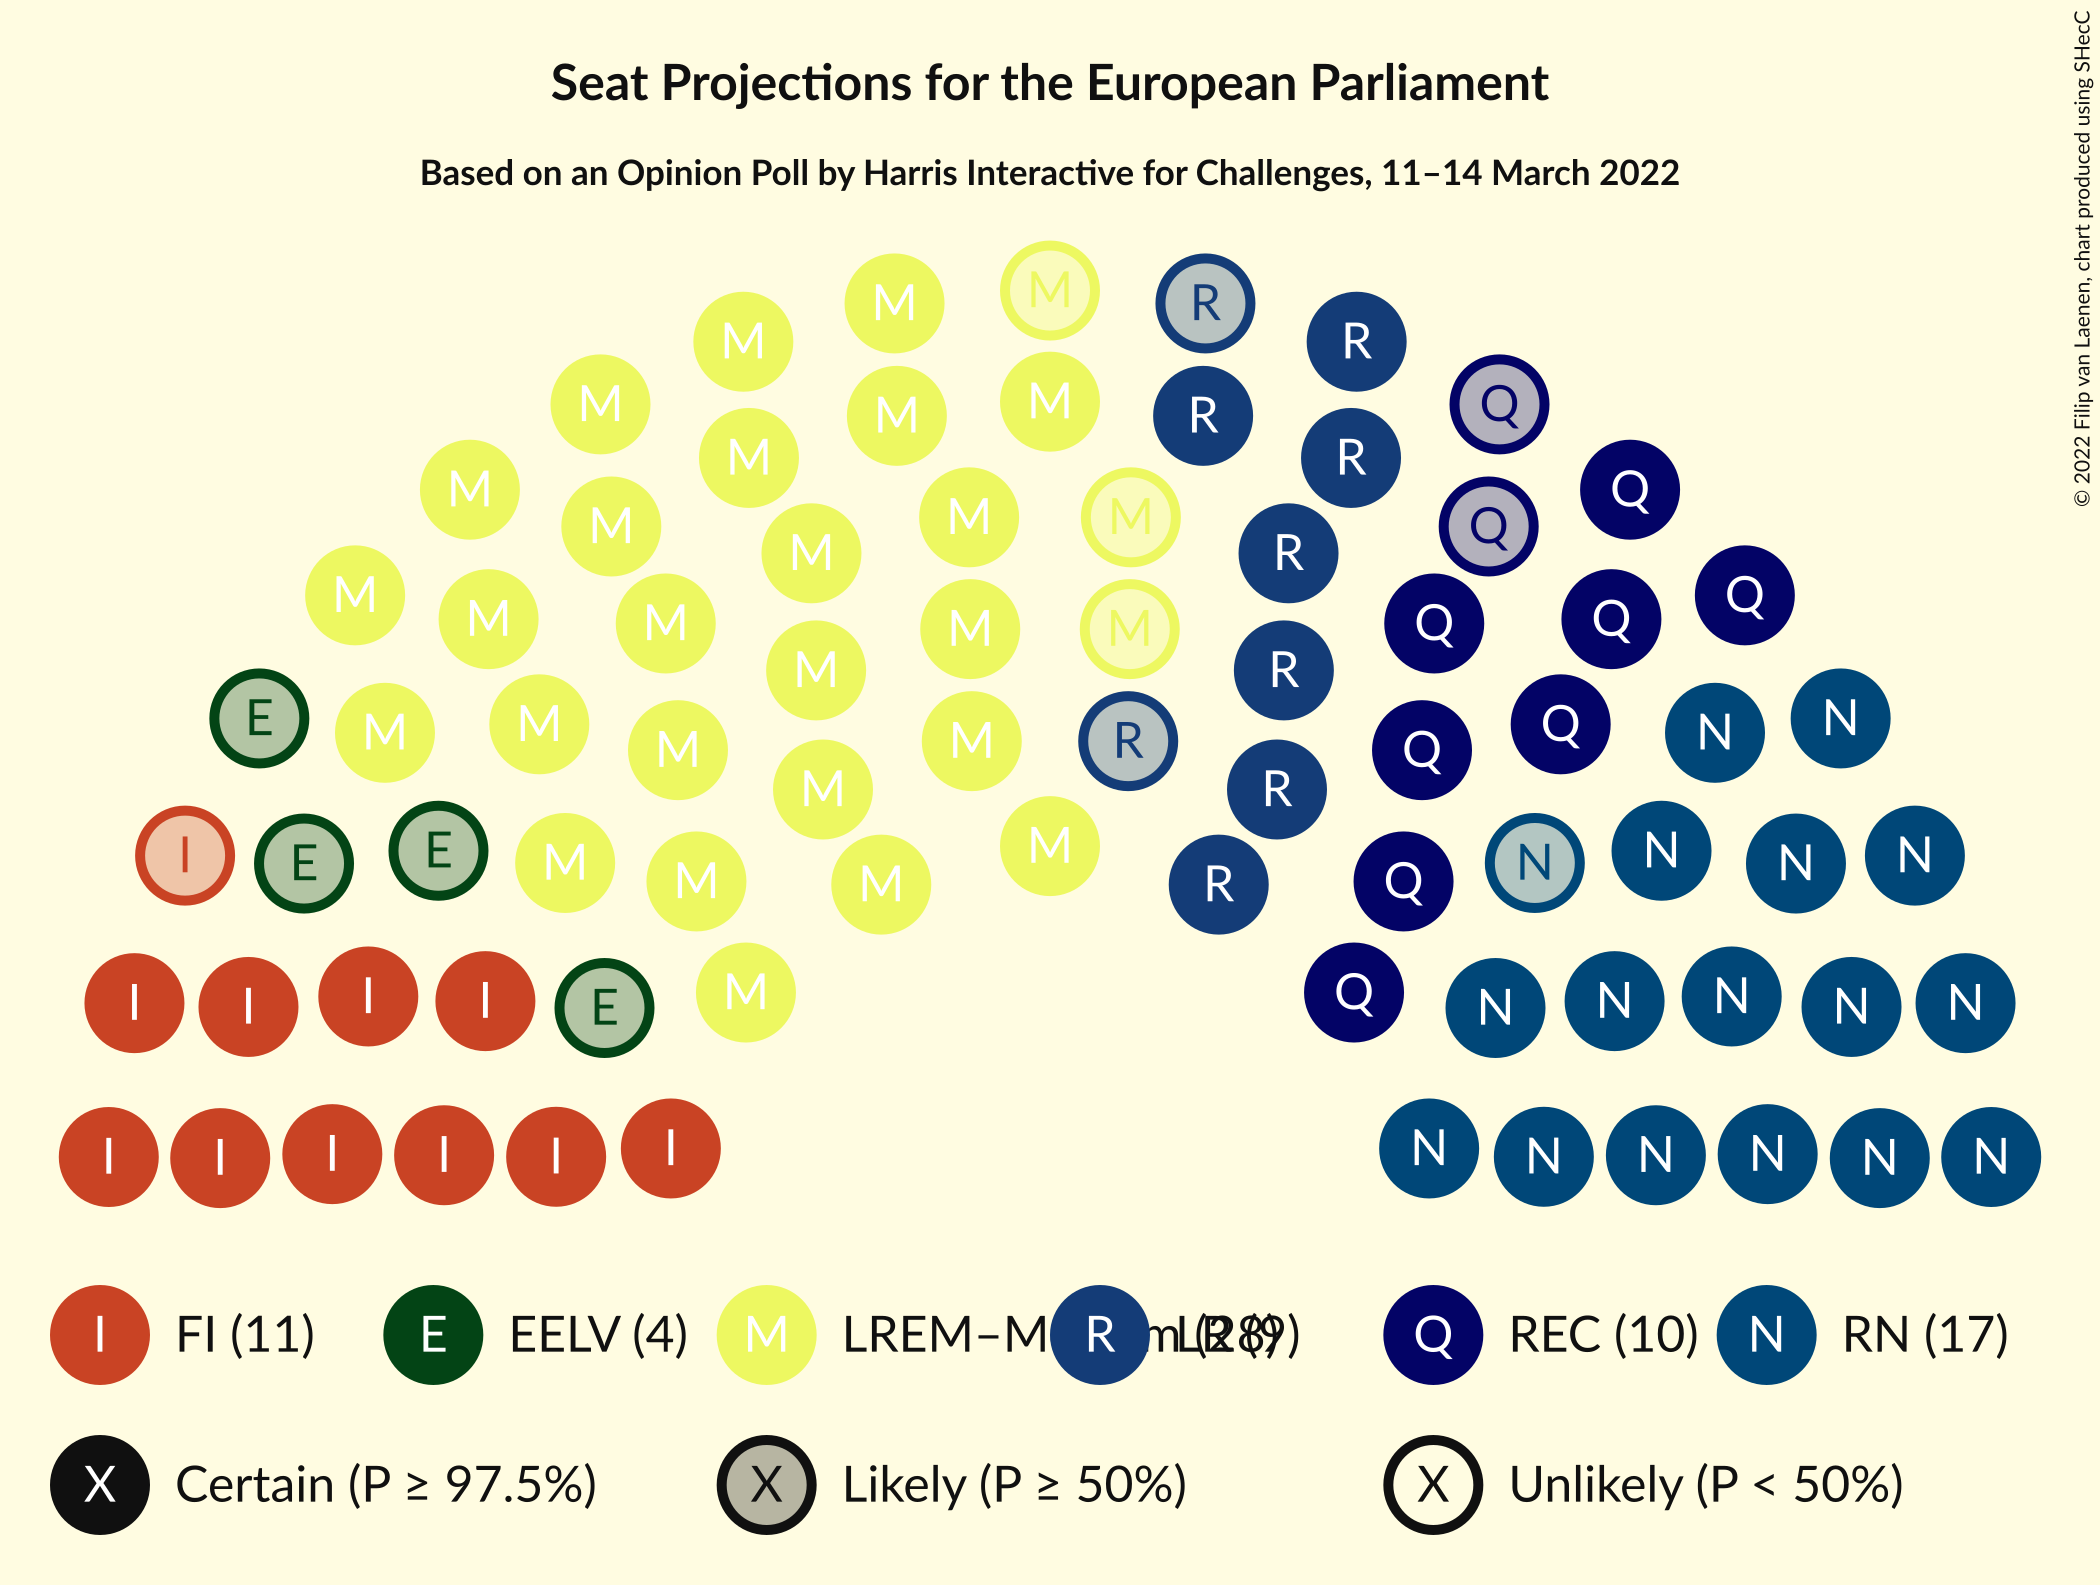 Seat Projections for the European Parliament
Based on an Opinion Poll by Harris Interactive for Challenges, 11–14 March 2022
© 2022 Filip van Laenen, chart produced using SHecC
M M R
M M R
M Q
M M R
M M R Q
M M M Q
M M R
M M M Q
M M M R Q Q
E M M M M R Q N N
M M R Q
I E E M M M M R Q N N N N
M R
I I I I E M Q N N N N N
I I I I I I N N N N N N
I FI (11) E EELV (4) M LREM–M R LR (9) Q REC (10) N RN (17)
X Certain (P ≥ 97.5%) X Likely (P ≥ 50%) X Unlikely (P < 50%)